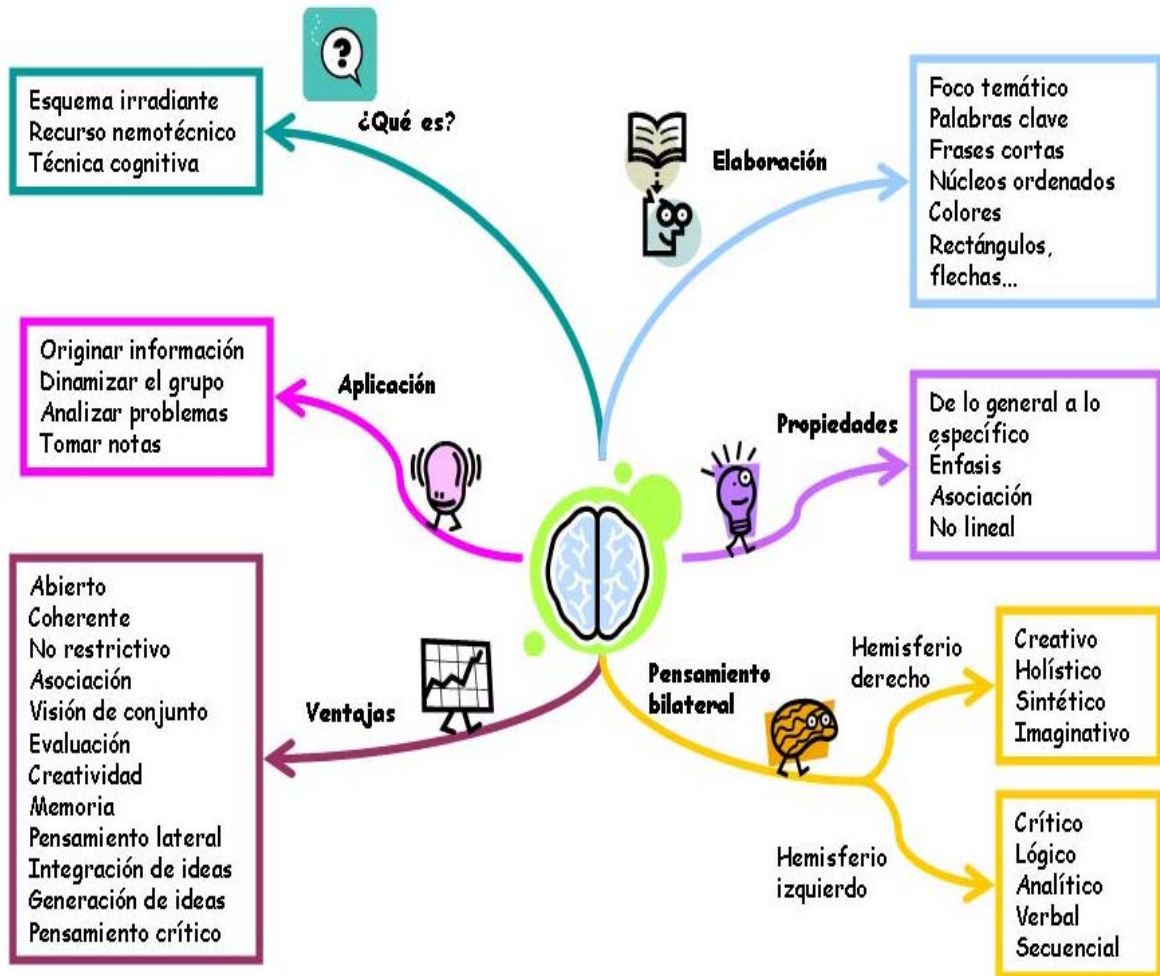 ?
¿Qué es?
Esquema irradiante
Recurso nemotécnico
Técnica cognitiva
Elaboración
Foco temático
Palabras clave
Frases cortas
Núcleos ordenados
Colores
Rectángulos,
flechas...
Aplicación
Originar información
Dinamizar el grupo
Analizar problemas
Tomar notas
Propiedades
De lo general a lo
específico
Énfasis
Asociación
No lineal
Ventajas
Abierto
Coherente
No restrictivo
Asociación
Visión de conjunto
Evaluación
Creatividad
Memoria
Pensamiento lateral
Integración de ideas
Generación de ideas
Pensamiento crítico
Pensamiento
bilateral
Hemisferio
derecho
Creativo
Holístico
Sintético
Imaginativo
Hemisferio
izquierdo
Crítico
Lógico
Analítico
Verbal
Secuencial